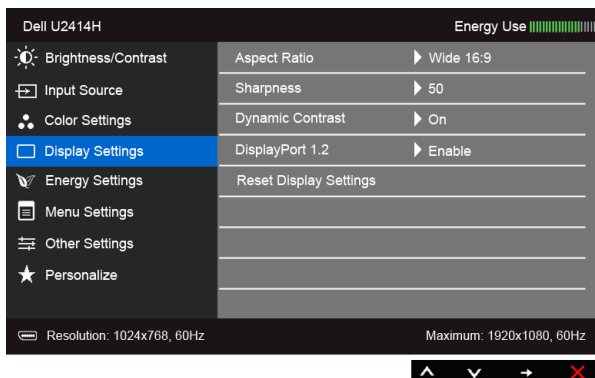 Dell U2414H Energy Use
Brightness/Contrast Aspect Ratio Wide 16:9
Input Source Sharpness 50
Color Settings Dynamic Contrast On
Display Settings DisplayPort 1.2 Enable
Energy Settings Reset Display Settings
Menu Settings
Other Settings
Personalize
Resolution: 1024x768, 60Hz Maximum: 1920x1080, 60Hz